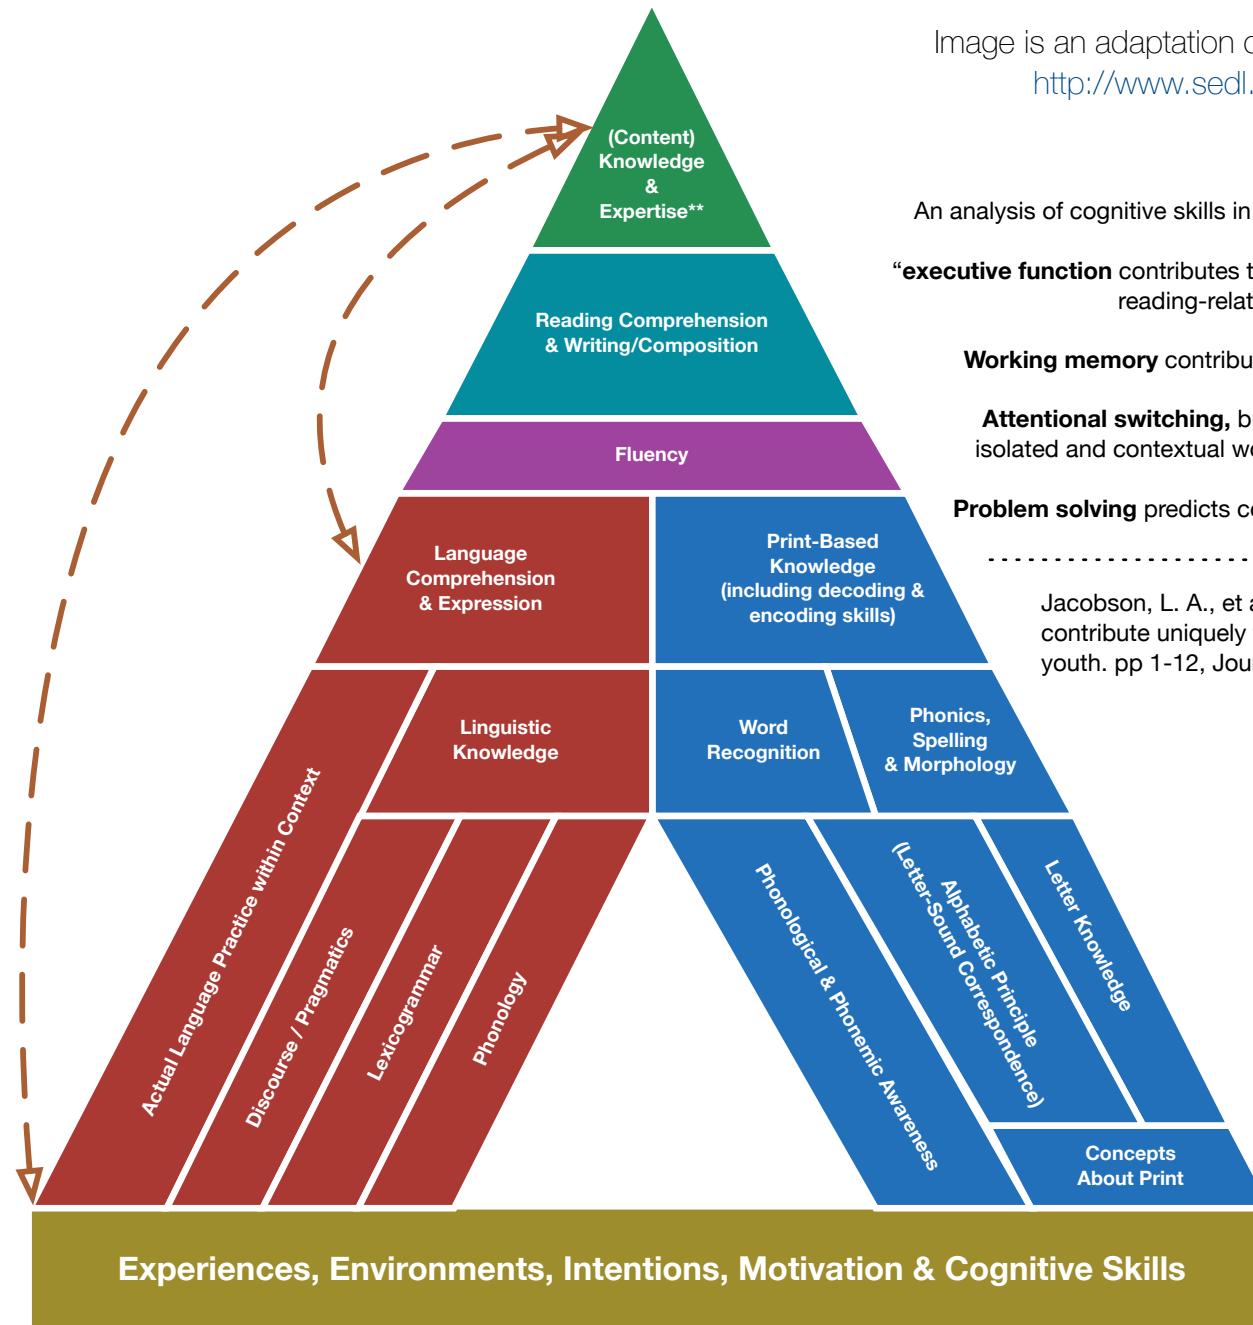 Image is an adaptation o
http://www.sedl.
(Content)
Knowledge
&
Expertise**
An analysis of cognitive skills in
“executive function contributes t
reading-relat
Working memory contribu
Attentional switching, b
isolated and contextual wo
Problem solving predicts co
Jacobson, L. A., et a
contribute uniquely
youth. pp 1-12, Jour
Reading Comprehension
& Writing/Composition
Fluency
Language
Comprehension
& Expression
Print-Based
Knowledge
(including decoding &
encoding skills)
Linguistic
Knowledge
Word
Recognition
Phonics,
Spelling
& Morphology
Actual Language Practice within Context
Discourse / Pragmatics
Lexicogrammar
Phonology
Phonological & Phonemic Awareness
Alphabetic Principle
(Letter-Sound Correspondence)
Letter Knowledge
Concepts
About Print
Experiences, Environments, Intentions, Motivation & Cognitive Skills